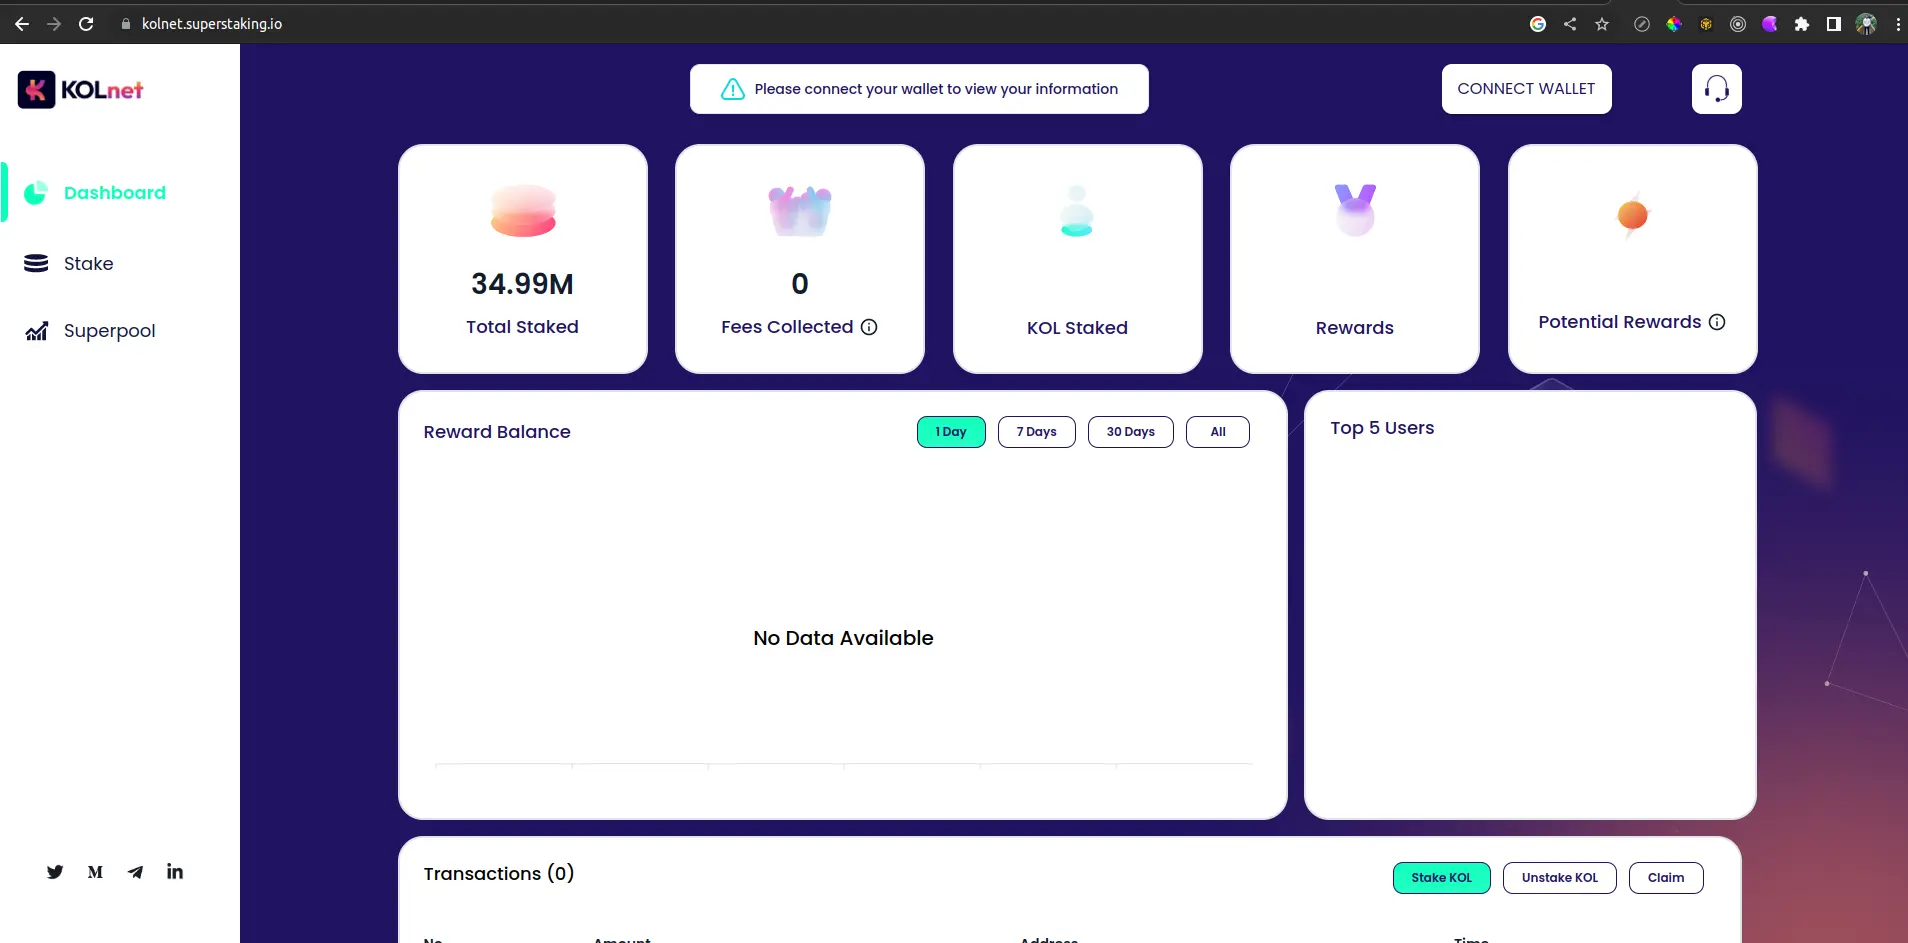 kolnet.superstaking.io
KOLnet
Please connect your wallet to view your information
CONNECT WALLET
Dashboard
Stake
Superpool
34.99M
Total Staked
0
Fees Collected
KOL Staked
Rewards
Potential Rewards
Reward Balance
1 Day
7 Days
30 Days
All
No Data Available
Top 5 Users
Transactions (0)
Stake KOL
Unstake KOL
Claim
No
Amount
Address
Time